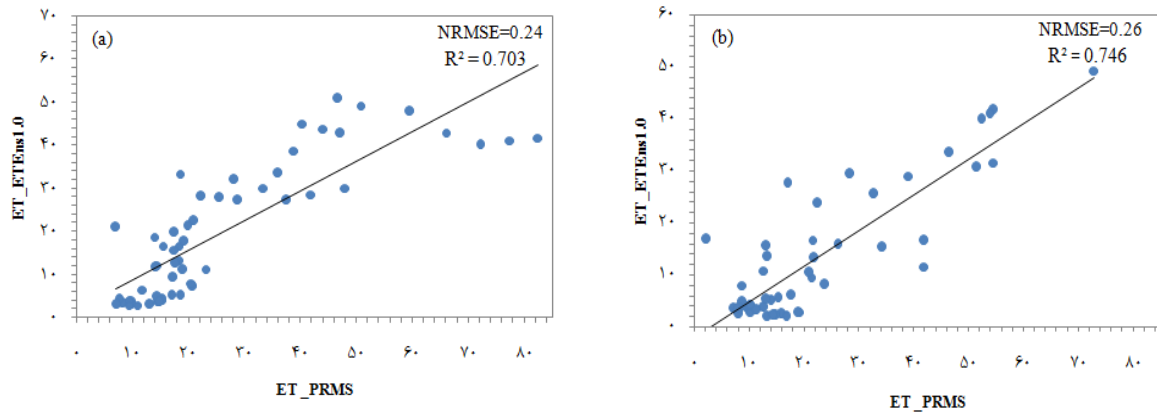 (a)
NRMSE=0.24
R² = 0.703
۷۰
۶۰
۵۰
۴۰
۳۰
۲۰
۱۰
۰
ET_ETEns1.0
۰ ۱۰ ۲۰ ۳۰ ۴۰ ۵۰ ۶۰ ۷۰ ۸۰
ET_PRMS
(b)
NRMSE=0.26
R² = 0.746
۶۰
۵۰
۴۰
۳۰
۲۰
۱۰
۰
ET_ETEns1.0
۰ ۱۰ ۲۰ ۳۰ ۴۰ ۵۰ ۶۰ ۷۰ ۸۰
ET_PRMS